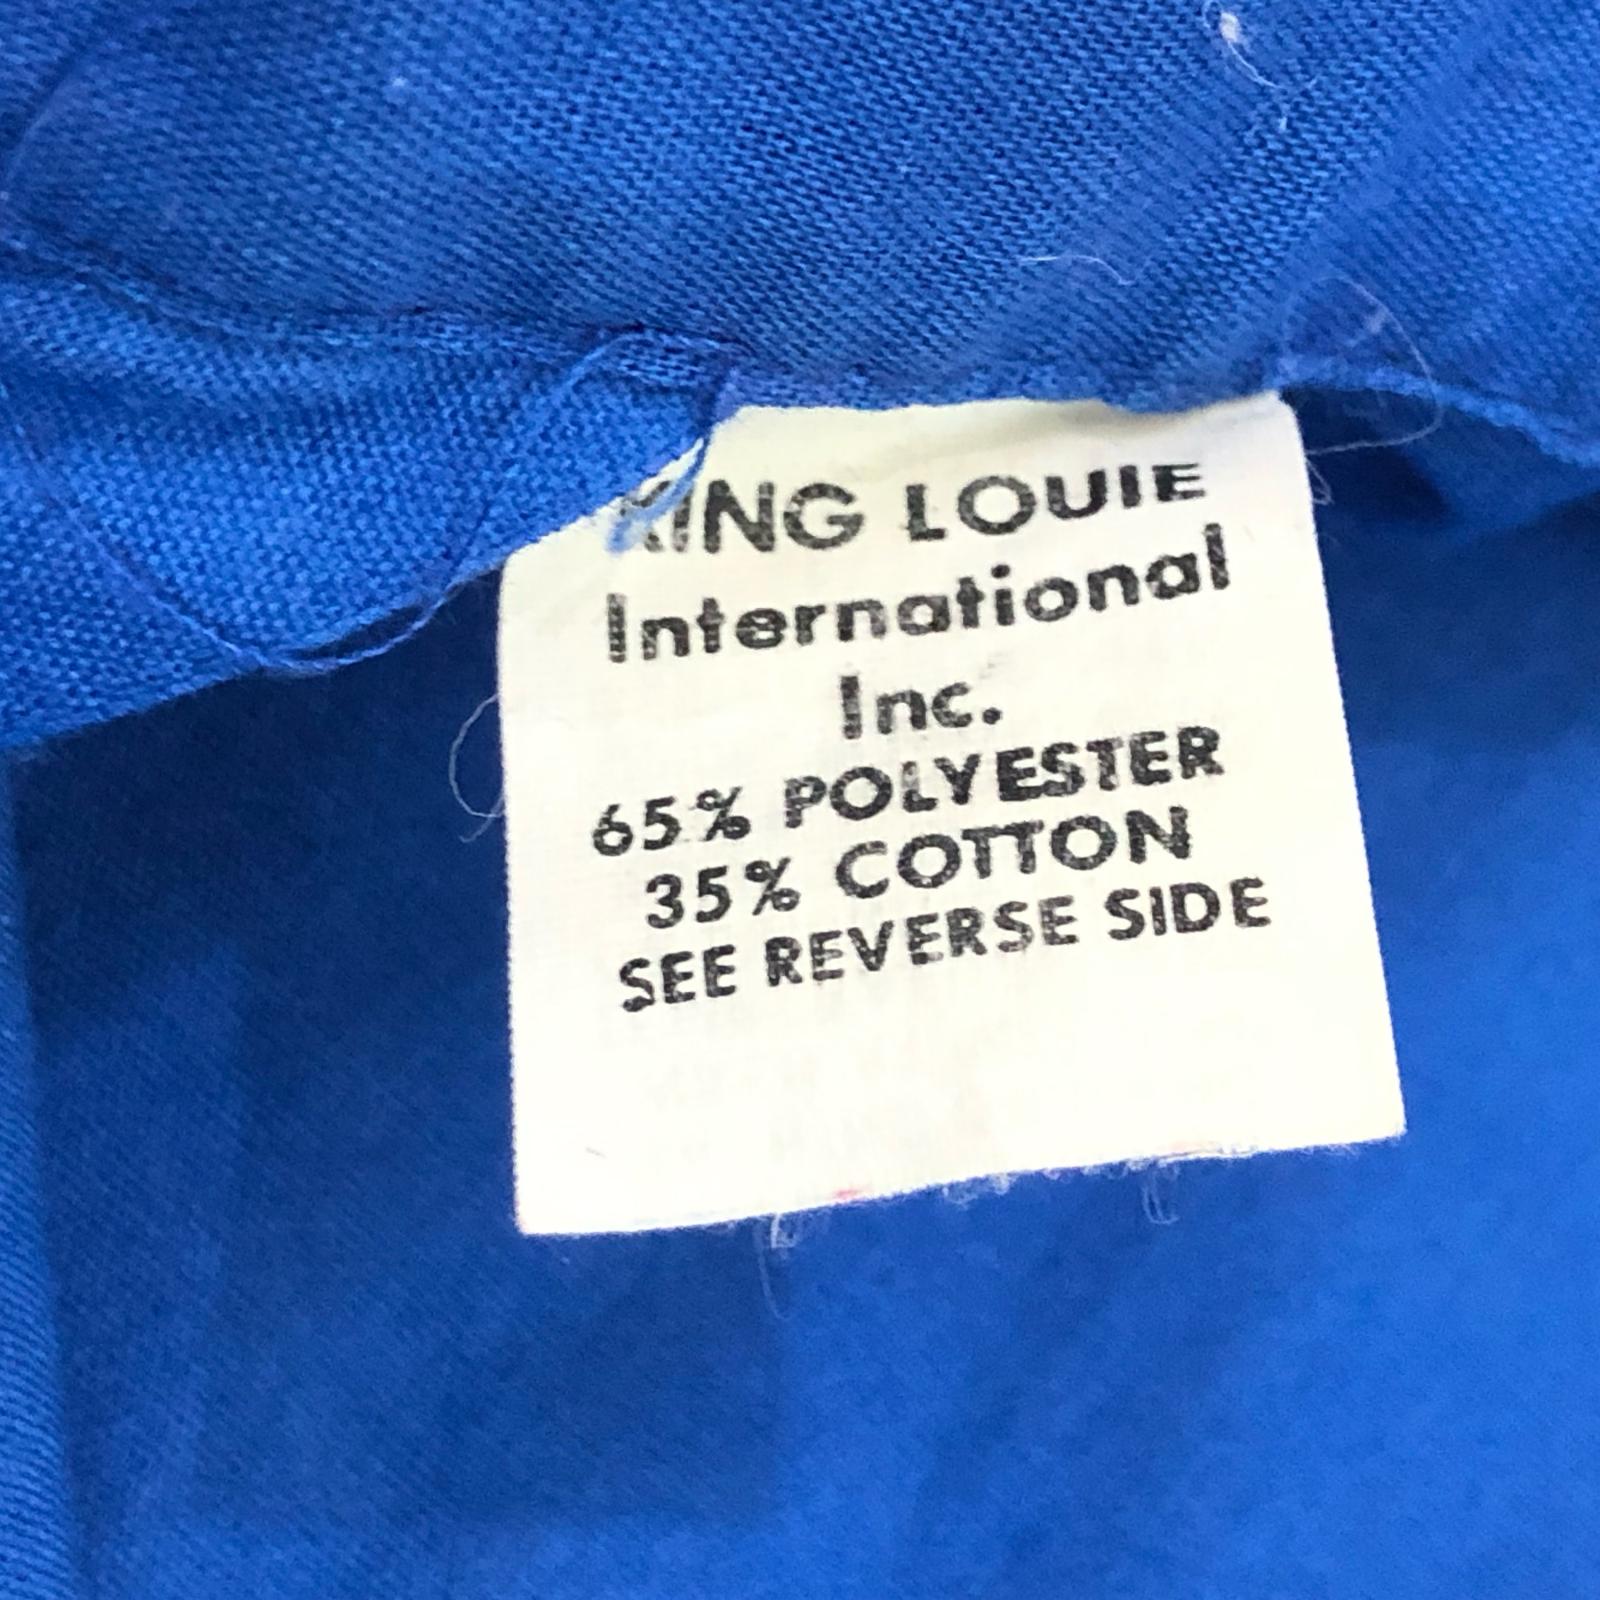 KING LOUIE
International
Inc.
65% POLYESTER
35% COTTON
SEE REVERSE SIDE